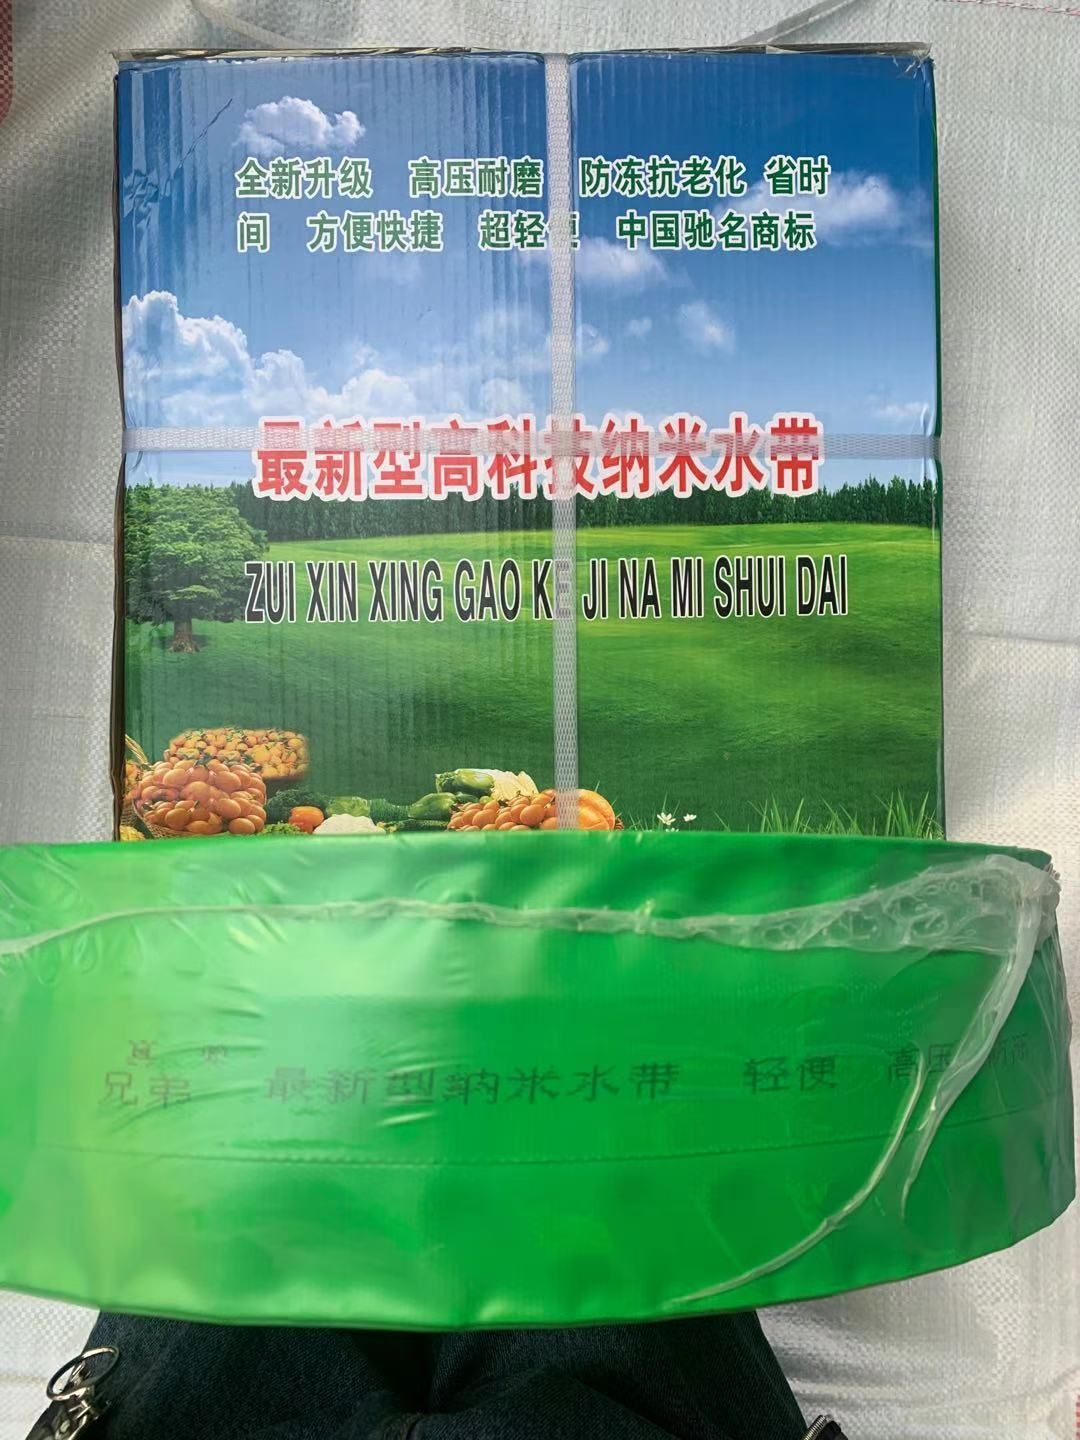 全新升级 高压耐磨 防冻抗老化 省时
间 方便快捷 超轻便 中国驰名商标
最新型高科技纳米水带
ZUI XIN XING GAO KE JI NA MI SHUI DAI
兄弟 最新型纳米水带 轻便 高压